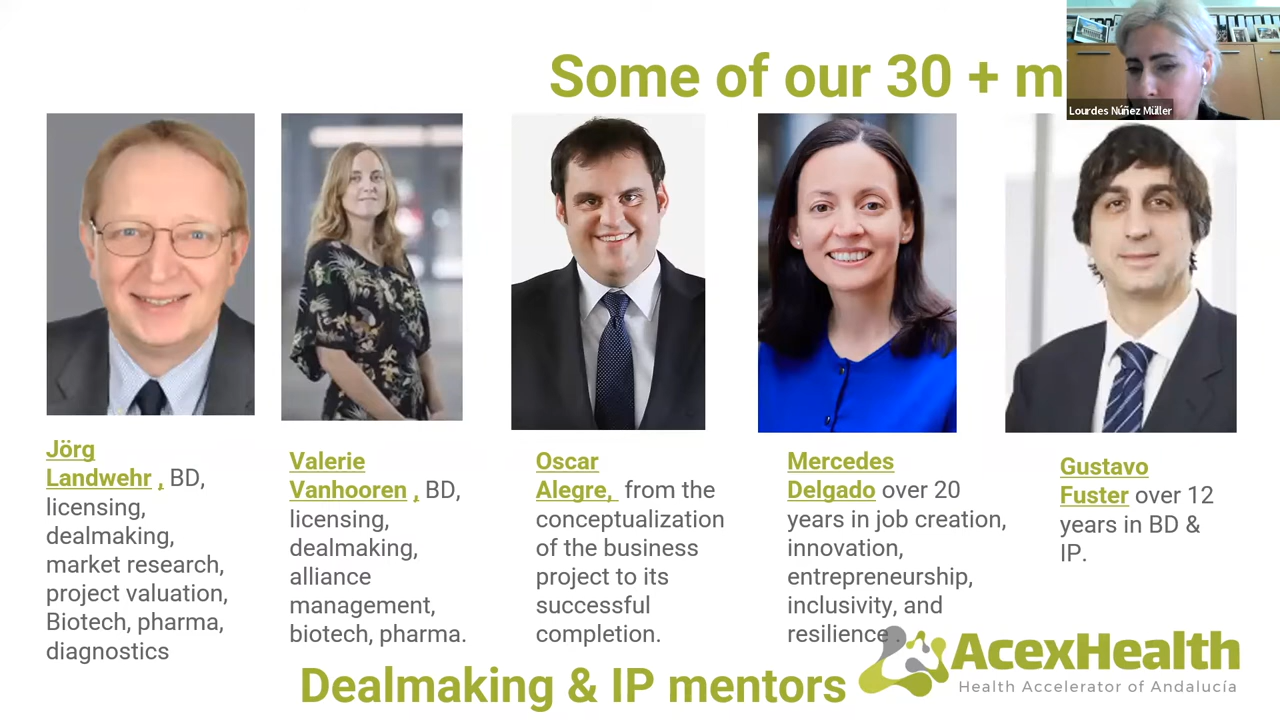 Some of our 30 + m
Lourdes Núñez Müller
Jörg
Landwehr , BD,
licensing,
dealmaking,
market research,
project valuation,
Biotech, pharma,
diagnostics
Valerie
Vanhooren , BD,
licensing,
dealmaking,
alliance
management,
biotech, pharma.
Oscar
Alegre, from the
conceptualization
of the business
project to its
successful
completion.
Mercedes
Delgado over 20
years in job creation,
innovation,
entrepreneurship,
inclusivity, and
resilience .
Gustavo
Fuster over 12
years in BD &
IP.
Dealmaking & IP mentors
AcexHealth
Health Accelerator of Andalucía